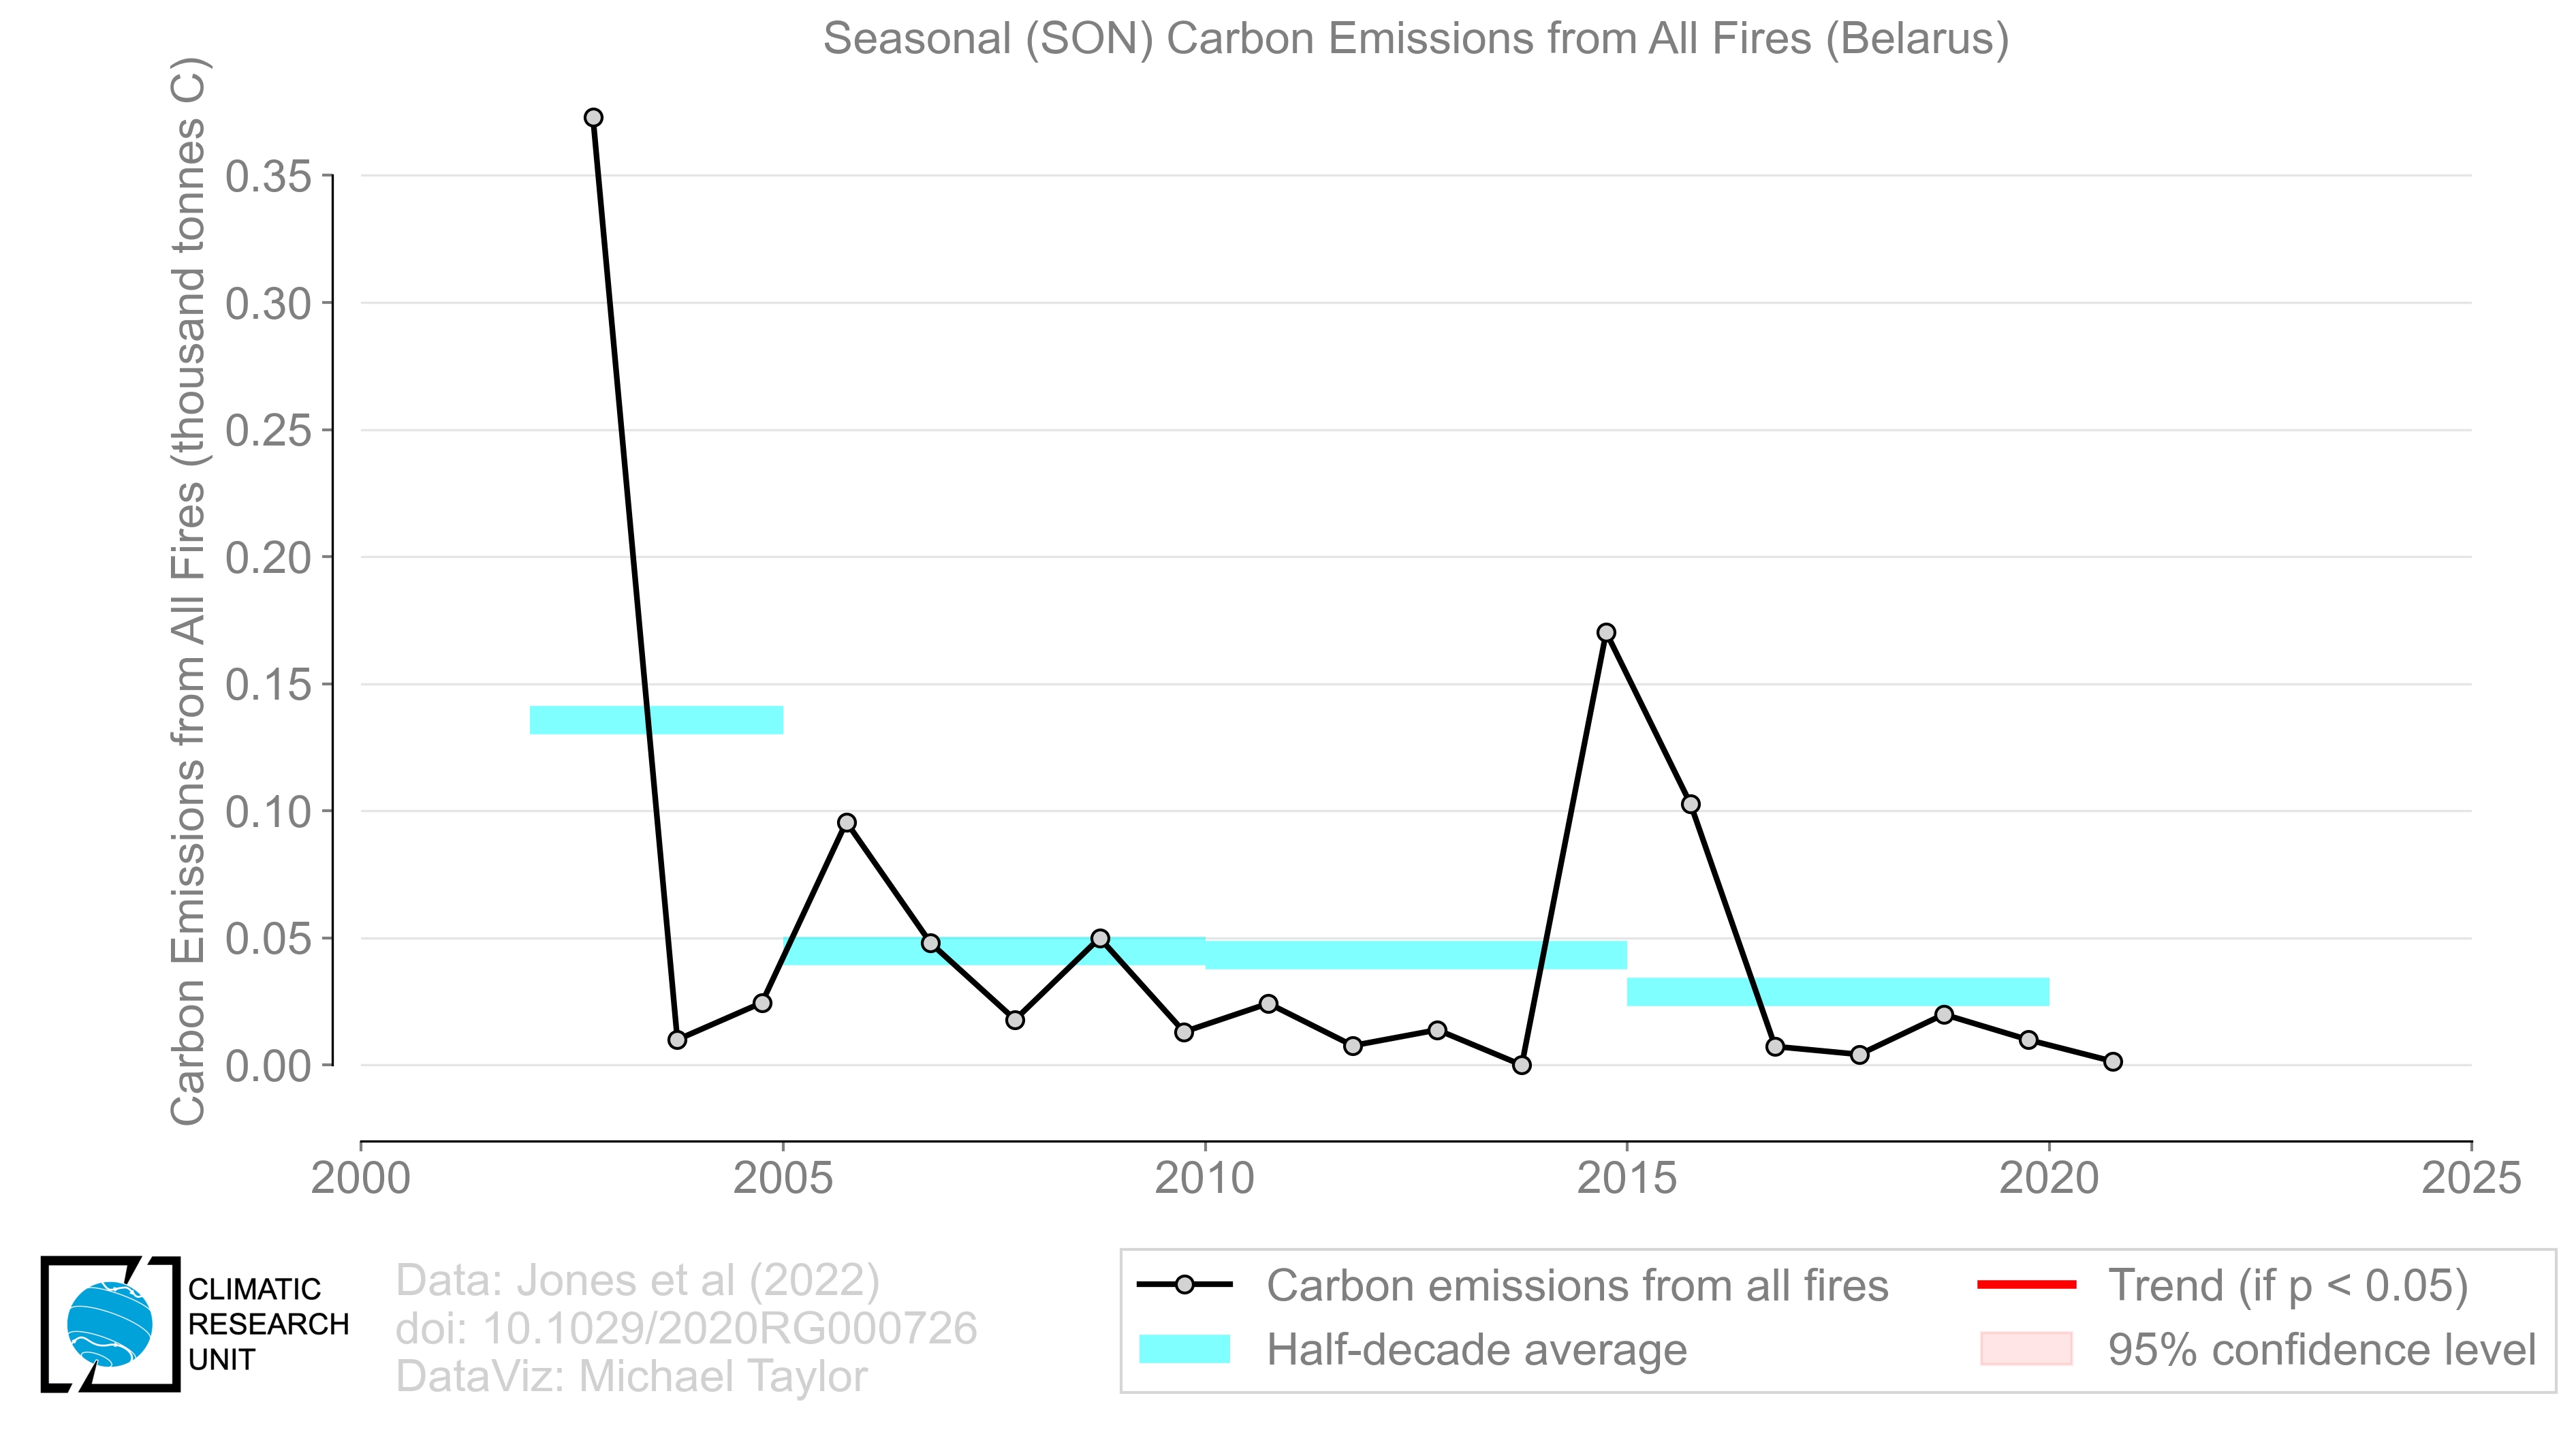 Seasonal (SON) Carbon Emissions from All Fires (Belarus)
Carbon Emissions from All Fires (thousand tonnes C)
0.35
0.30
0.25
0.20
0.15
0.10
0.05
0.00
2000 2005 2010 2015 2020 2025
CLIMATIC
RESEARCH
UNIT
Data: Jones et al (2022)
doi: 10.1029/2020RG000726
DataViz: Michael Taylor
Carbon emissions from all fires
Half-decade average
Trend (if p < 0.05)
95% confidence level